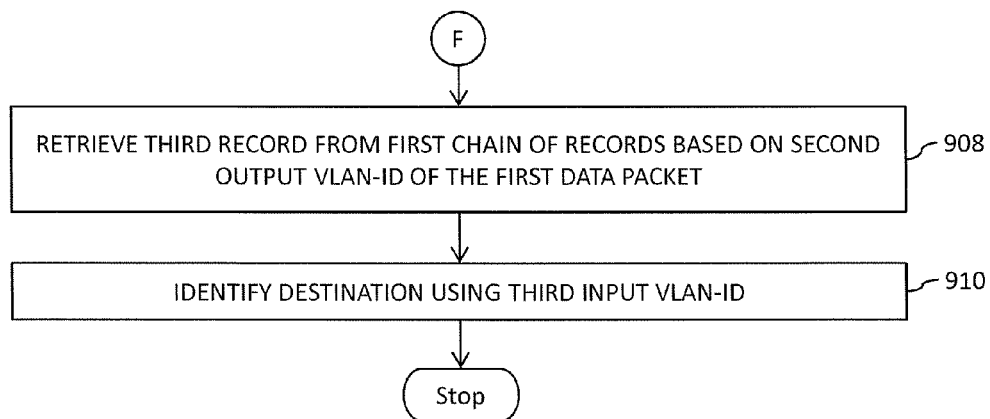 F
RETRIEVE THIRD RECORD FROM FIRST CHAIN OF RECORDS BASED ON SECOND
OUTPUT VLAN-ID OF THE FIRST DATA PACKET
908
IDENTIFY DESTINATION USING THIRD INPUT VLAN-ID
910
Stop